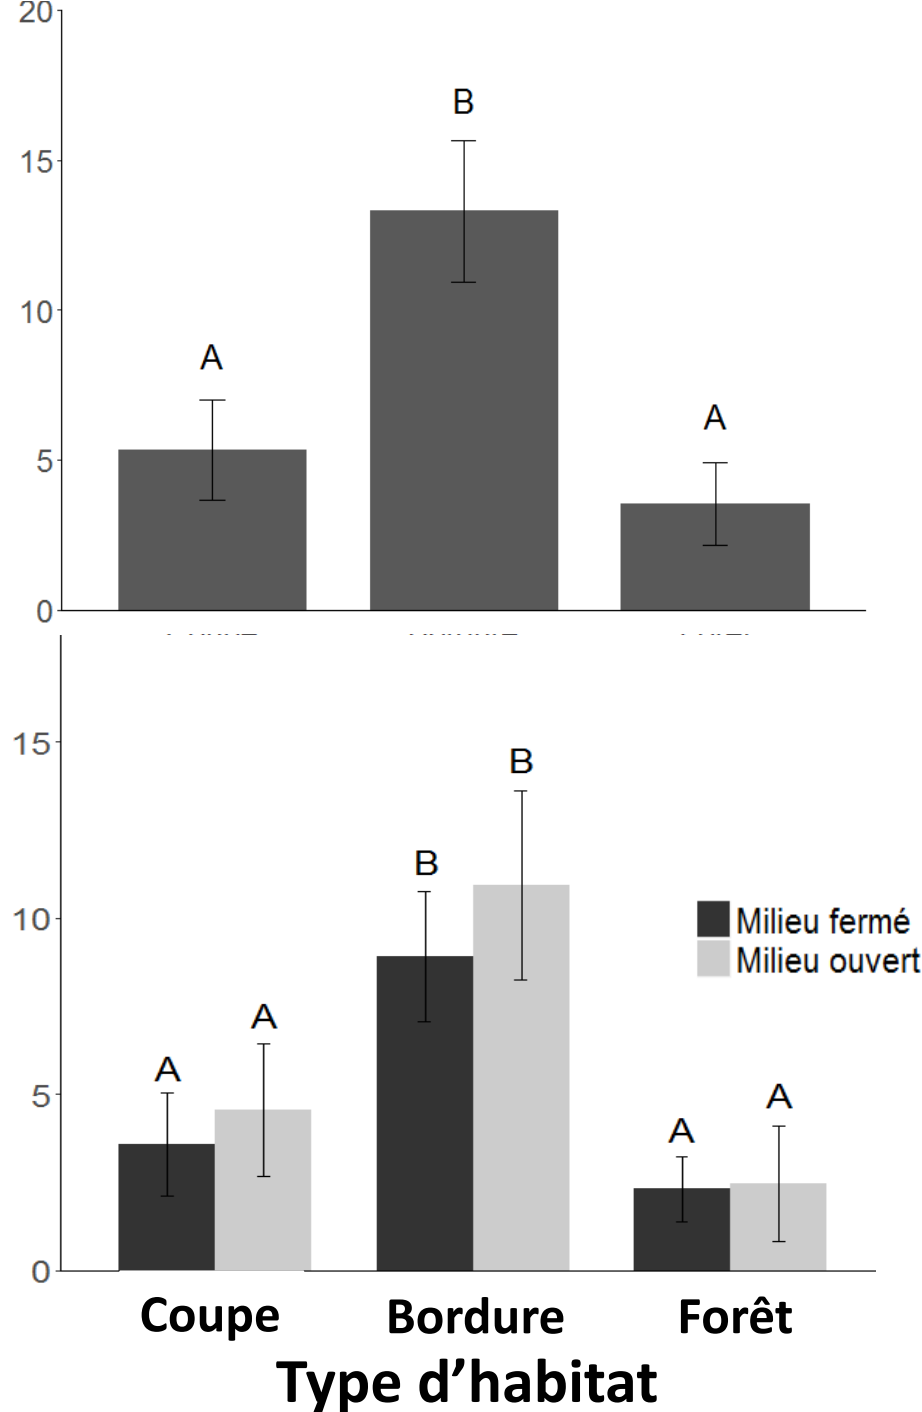 20
B
15
10
A
A
5
0
15
B
B
10
Milieu fermé
Milieu ouvert
A
A
5
A
A
0
Coupe Bordure Forêt
Type d’habitat